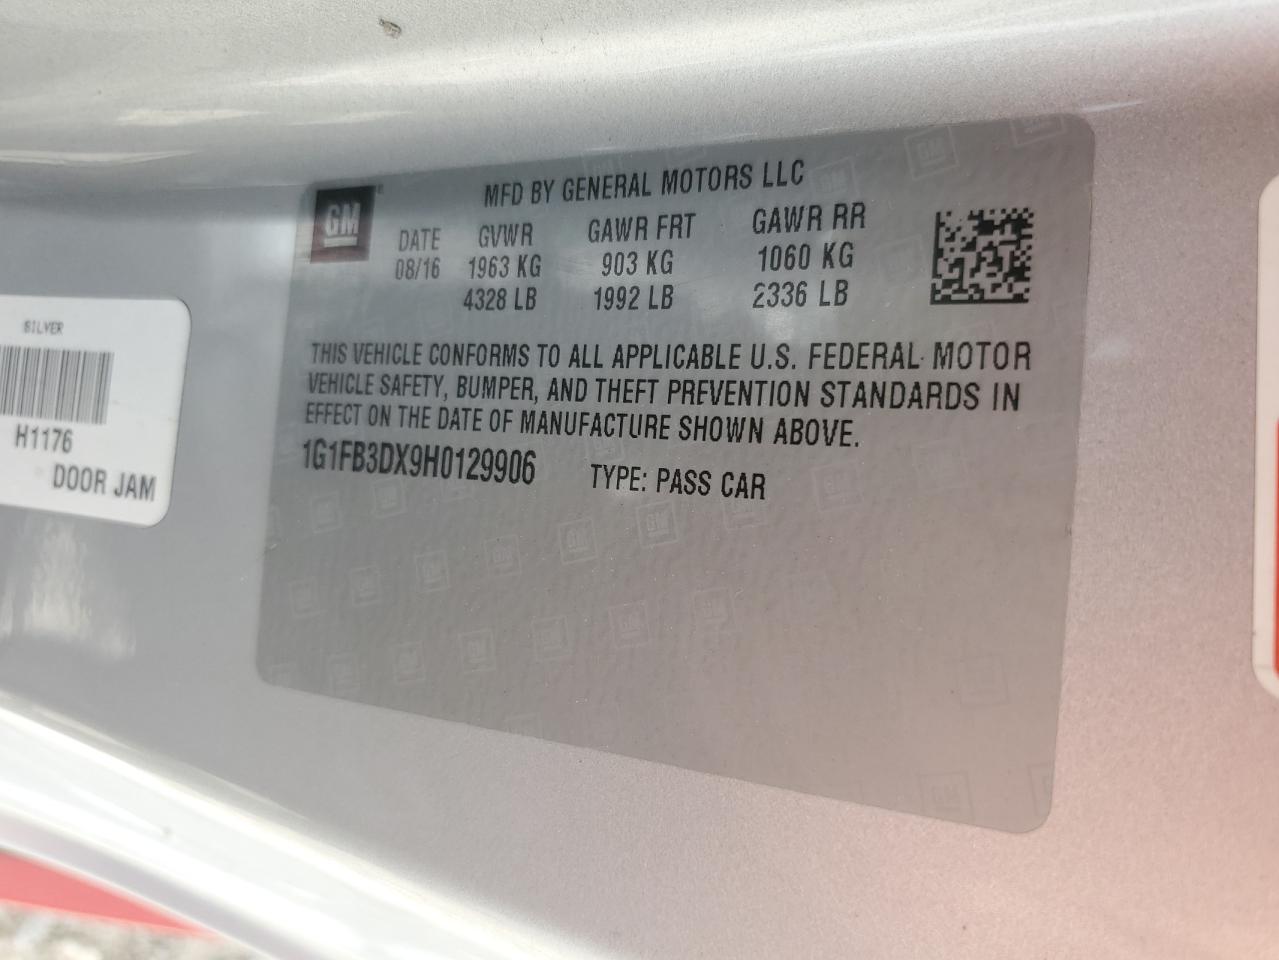 GM
MFD BY GENERAL MOTORS LLC
DATE GVWR GAWR FRT GAWR RR
08/16 1963 KG 903 KG 1060 KG
4328 LB 1992 LB 2336 LB
THIS VEHICLE CONFORMS TO ALL APPLICABLE U.S. FEDERAL MOTOR
VEHICLE SAFETY, BUMPER, AND THEFT PREVENTION STANDARDS IN
EFFECT ON THE DATE OF MANUFACTURE SHOWN ABOVE.
1G1FB3DX9H0129906 TYPE: PASS CAR
SILVER
H1176
DOOR JAM